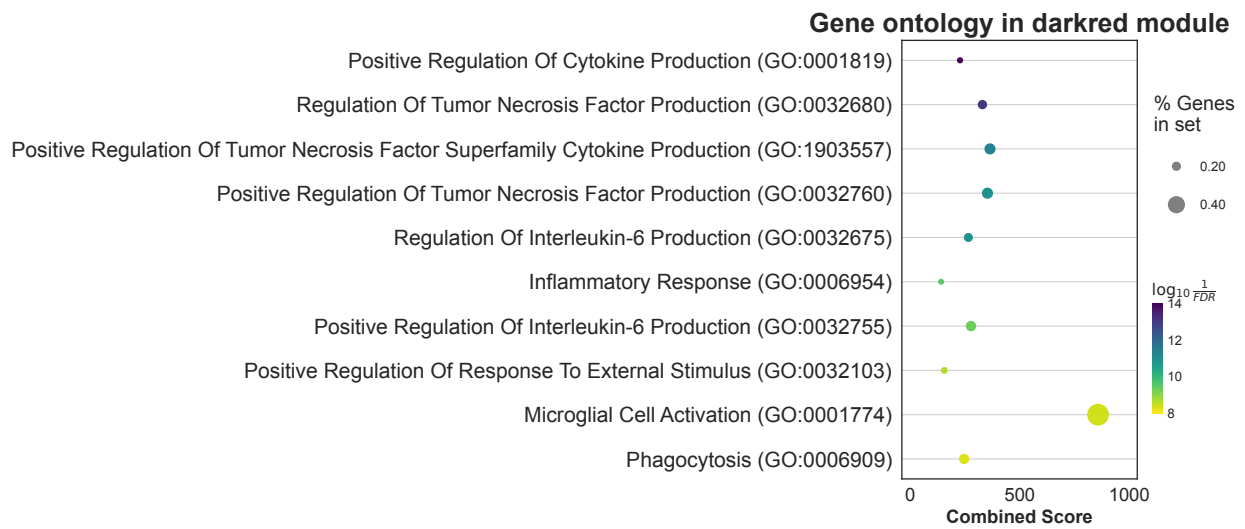 Gene ontology in darkred module
Positive Regulation Of Cytokine Production (GO:0001819)
Regulation Of Tumor Necrosis Factor Production (GO:0032680)
Positive Regulation Of Tumor Necrosis Factor Superfamily Cytokine Production (GO:1903557)
Positive Regulation Of Tumor Necrosis Factor Production (GO:0032760)
Regulation Of Interleukin-6 Production (GO:0032675)
Inflammatory Response (GO:0006954)
Positive Regulation Of Interleukin-6 Production (GO:0032755)
Positive Regulation Of Response To External Stimulus (GO:0032103)
Microglial Cell Activation (GO:0001774)
Phagocytosis (GO:0006909)
0 500 1000
Combined Score
% Genes
in set
0.20
0.40
log10 1/FDR
14
12
10
8